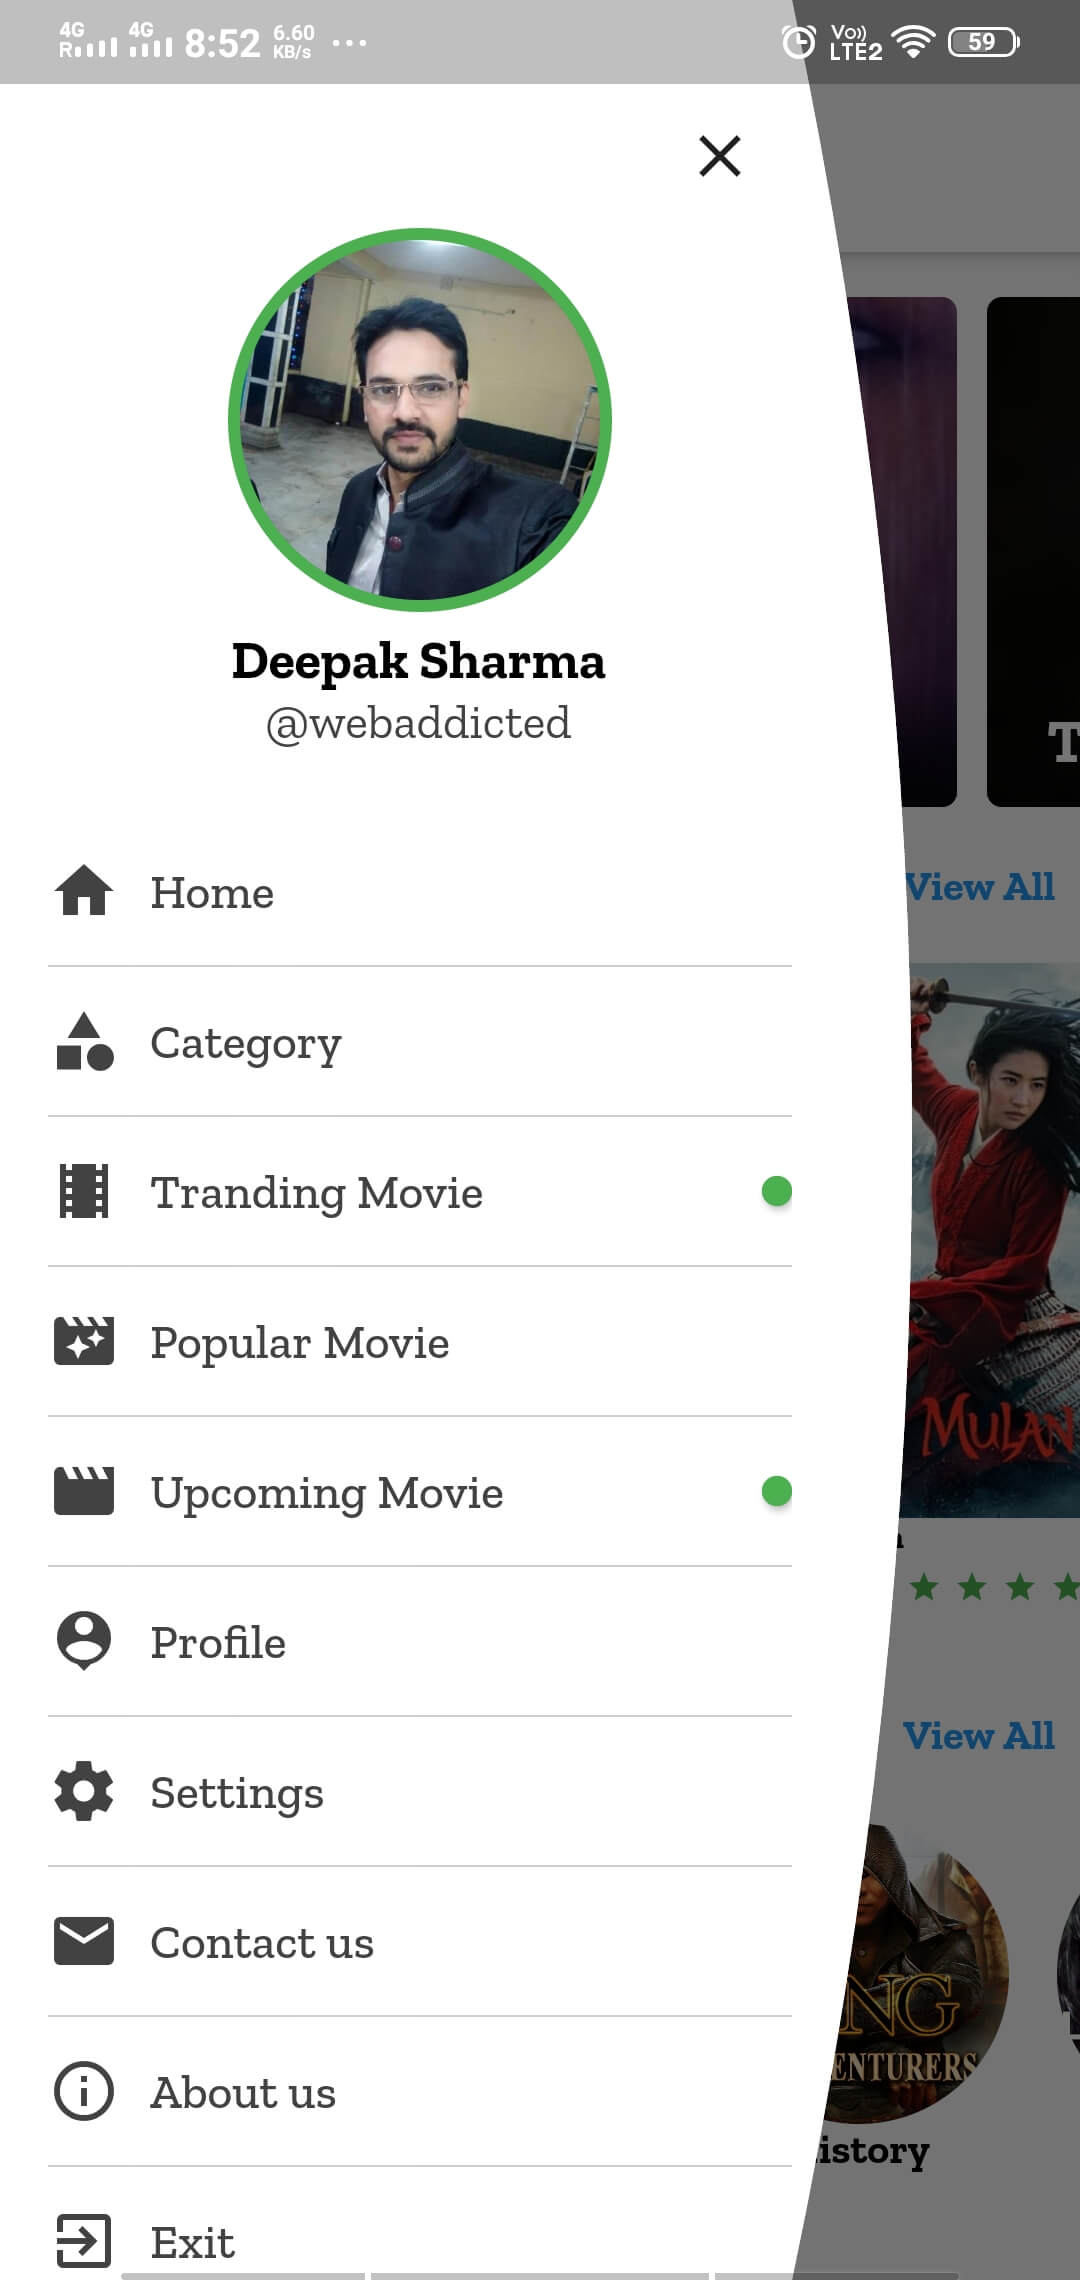 4G 4G 8:52 6.60 KB/s ... Vo)) LTE2 59
R
Deepak Sharma
@webaddicted
Home
View All
Category
Tranding Movie
Popular Movie
MULAN
Upcoming Movie
Profile
View All
Settings
Contact us
NG
ENTURERS
About us
istory
Exit